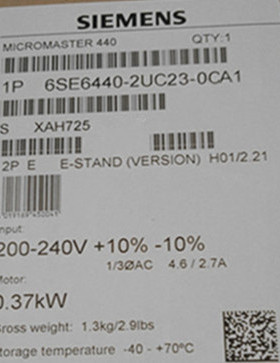 SIEMENS
MICROMASTER 440 QTY:1
1P 6SE6440-2UC23-0CA1
S XAH725
2P E E-STAND (VERSION) H01/2.21
nput:
200-240V +10% -10%
1/3ØAC 4.6 / 2.7A
Motor:
0.37kW
Gross weight: 1.3kg/2.9lbs
Storage temperature -40 - +70°C